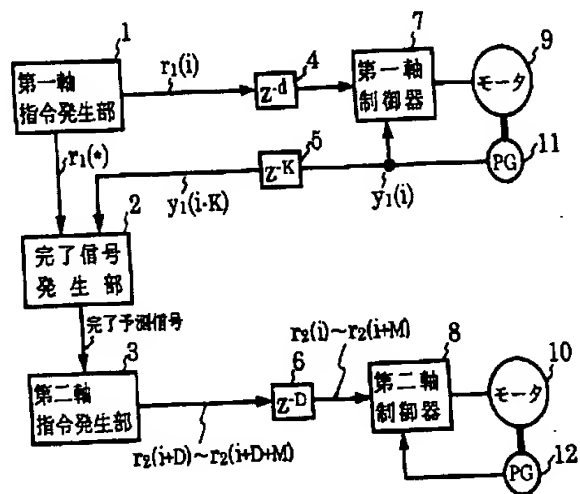 1
第一軸
指令発生部
r₁(i)
4
z⁻ᵈ
7
第一軸
制御器
9
モータ
r₁(*)
5
z⁻ᴷ
11
PG
y₁(i-K)
y₁(i)
2
完了信号
発生部
完了予測信号
3
第二軸
指令発生部
r₂(i+D)~r₂(i+D+M)
6
z⁻ᴰ
r₂(i)~r₂(i+M)
8
第二軸
制御器
10
モータ
12
PG